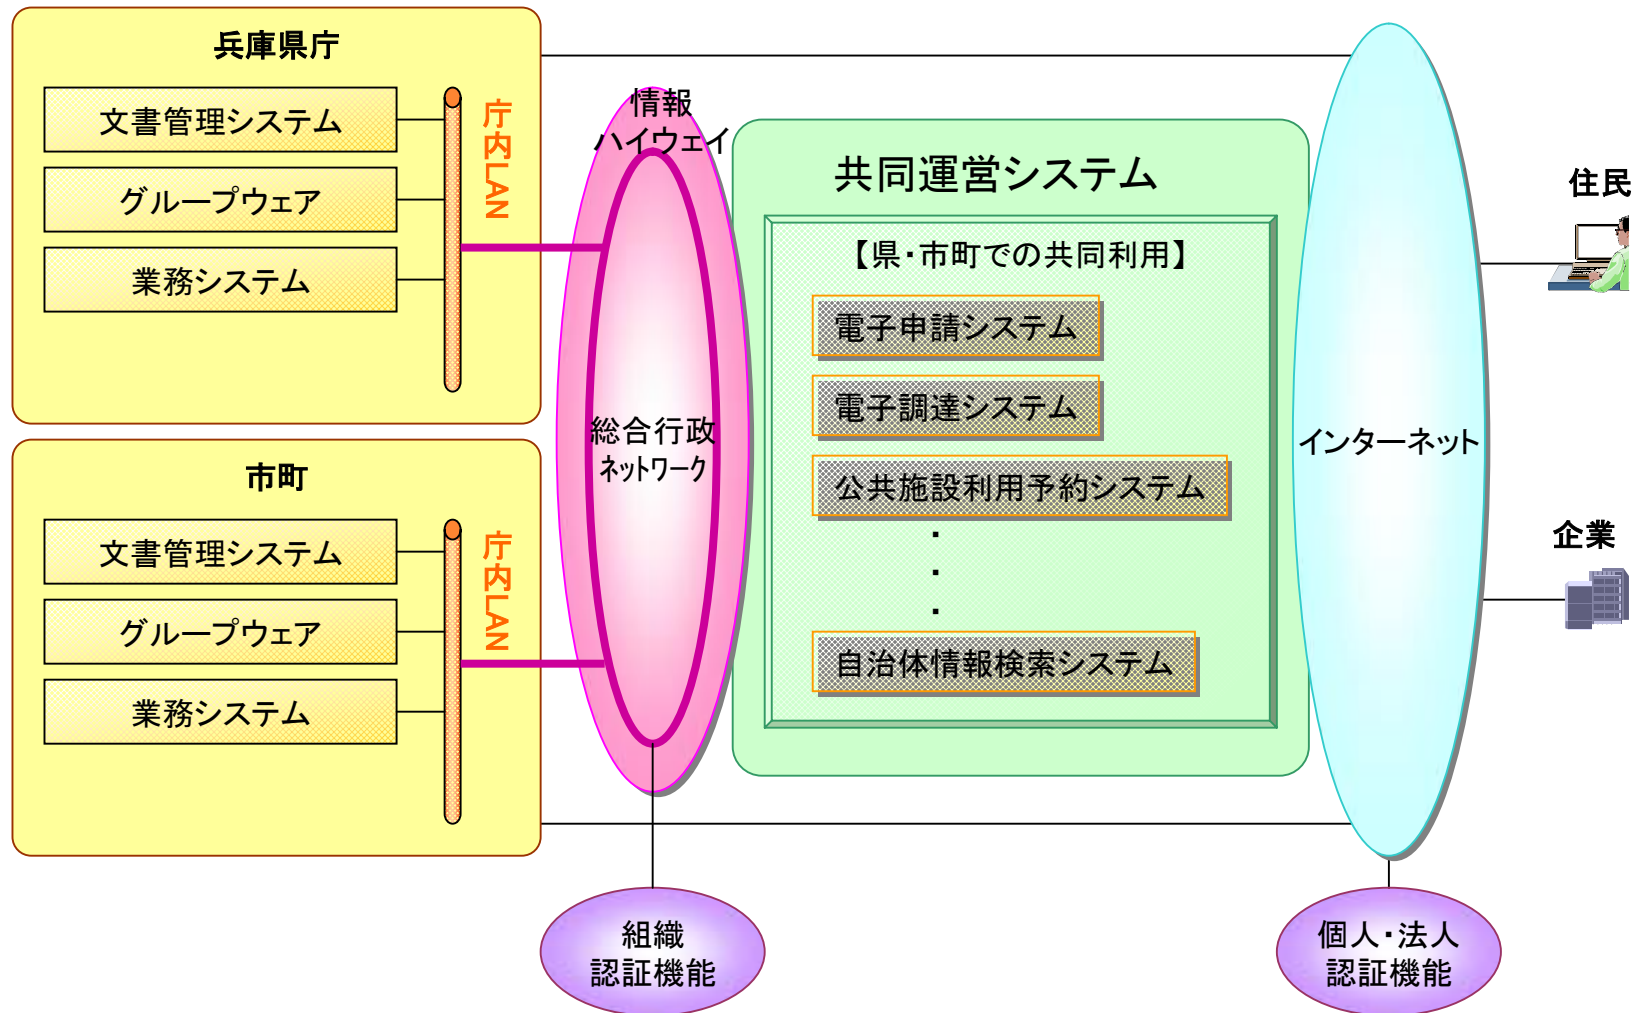 兵庫県庁
文書管理システム
グループウェア
業務システム
庁内LAN
市町
文書管理システム
グループウェア
業務システム
庁内LAN
情報
ハイウェイ
総合行政
ネットワーク
共同運営システム
【県・市町での共同利用】
電子申請システム
電子調達システム
公共施設利用予約システム
・
・
・
自治体情報検索システム
インターネット
住民
企業
組織
認証機能
個人・法人
認証機能